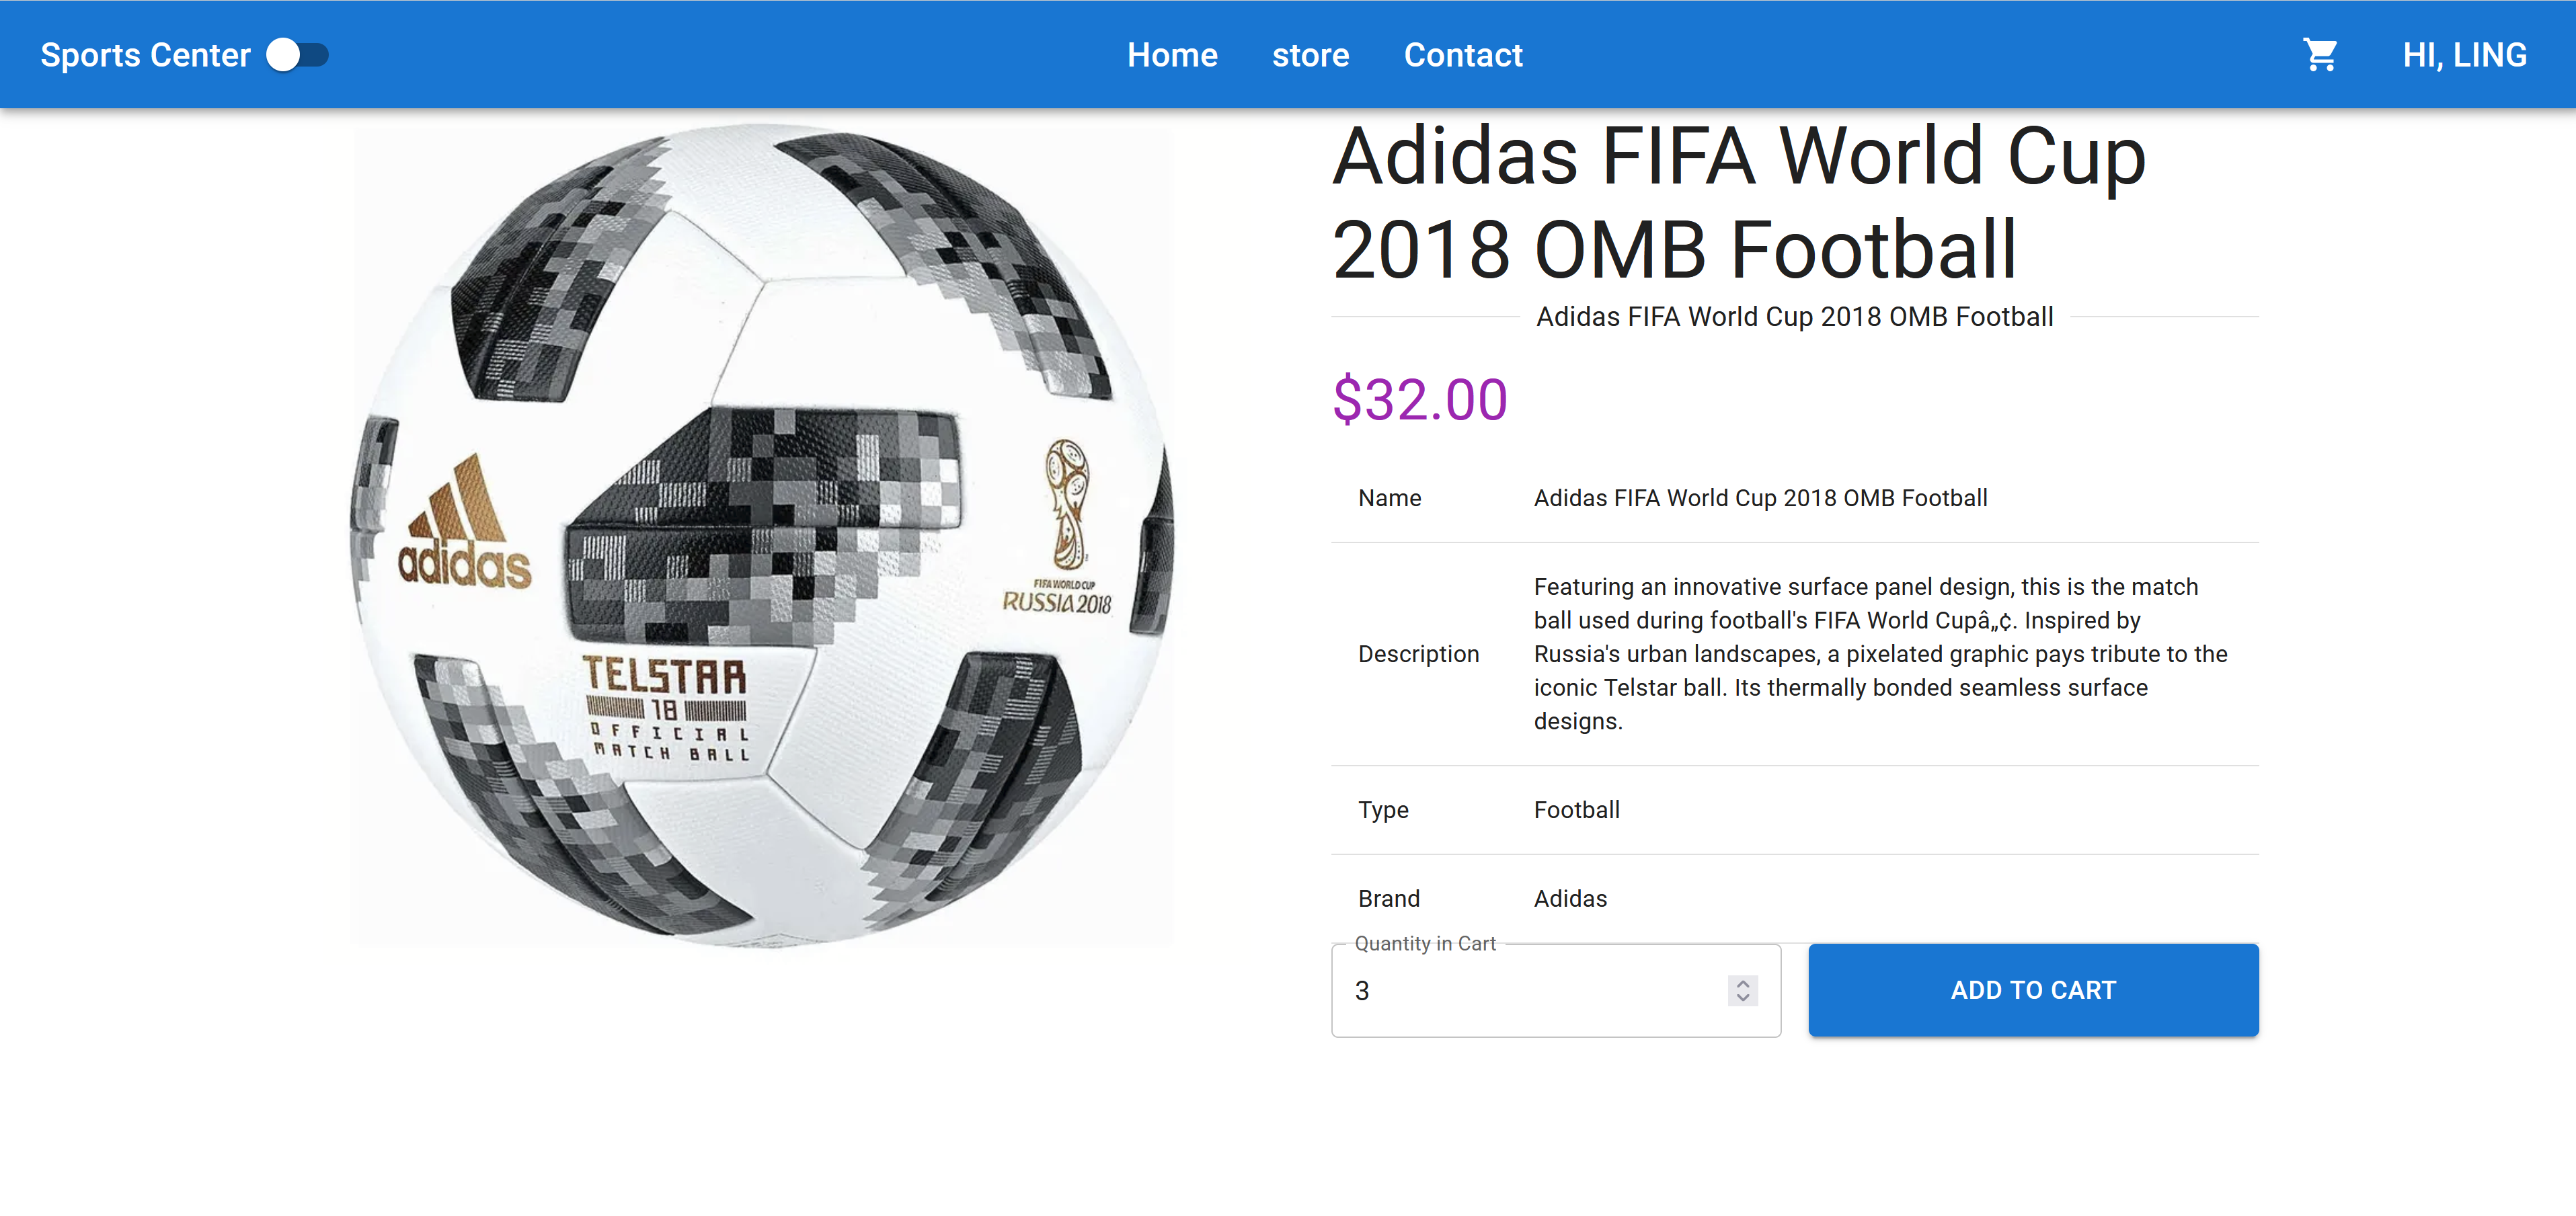 Sports Center
Home
store
Contact
HI, LING
adidas
FIFA WORLD CUP
RUSSIA 2018
TELSTAR
18
OFFICIAL
MATCH BALL
Adidas FIFA World Cup
2018 OMB Football
Adidas FIFA World Cup 2018 OMB Football
$32.00
Name
Adidas FIFA World Cup 2018 OMB Football
Description
Featuring an innovative surface panel design, this is the match
ball used during football's FIFA World Cupâ„¢. Inspired by
Russia's urban landscapes, a pixelated graphic pays tribute to the
iconic Telstar ball. Its thermally bonded seamless surface
designs.
Type
Football
Brand
Adidas
Quantity in Cart
3
ADD TO CART